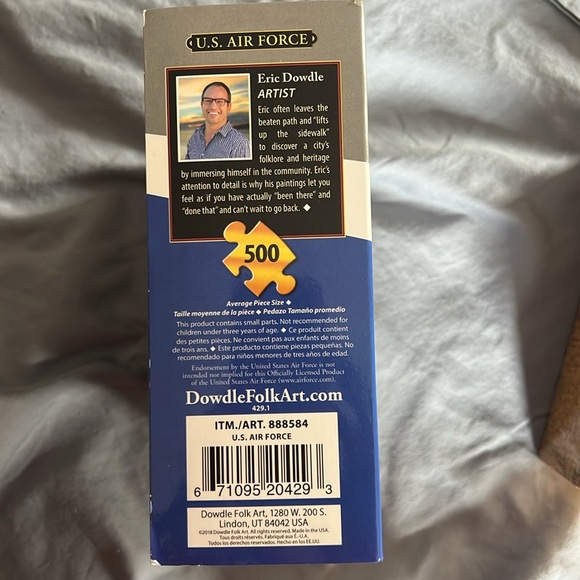 U.S. AIR FORCE
Eric Dowdle
ARTIST
Eric often leaves the
beaten path and "lifts
up the sidewalk"
to discover a city's
folklore and heritage
by immersing himself in the community. Eric's
attention to detail is why his paintings let you
feel as if you have actually "been there" and
"done that" and can't wait to go back. ◆
500
Average Piece Size ◆
Taille moyenne de la pièce ◆ Pedazo Tamaño promedio
This product contains small parts. Not recommended for
children under three years of age. ◆ Ce produit contient
des petites pièces. Ne convient pas aux enfants de moins
de trois ans. ◆ Este producto contiene piezas pequeñas. No
recomendado para niños menores de tres años de edad.
Endorsement by the United States Air Force is not
intended nor implied for this Officially Licensed Product
of the United States Air Force (www.airforce.com).
DowdleFolkArt.com
429.1
ITM./ART. 888584
U.S. AIR FORCE
6 71095 20429 3
Dowdle Folk Art, 1280 W. 200 S.
Lindon, UT 84042 USA
©2018 Dowdle Folk Art. All rights reserved. Made in the USA.
Tous droits réservés. Fabriqué aux É.-U.A.
Todos los derechos reservados. Hecho en los EE.UU.